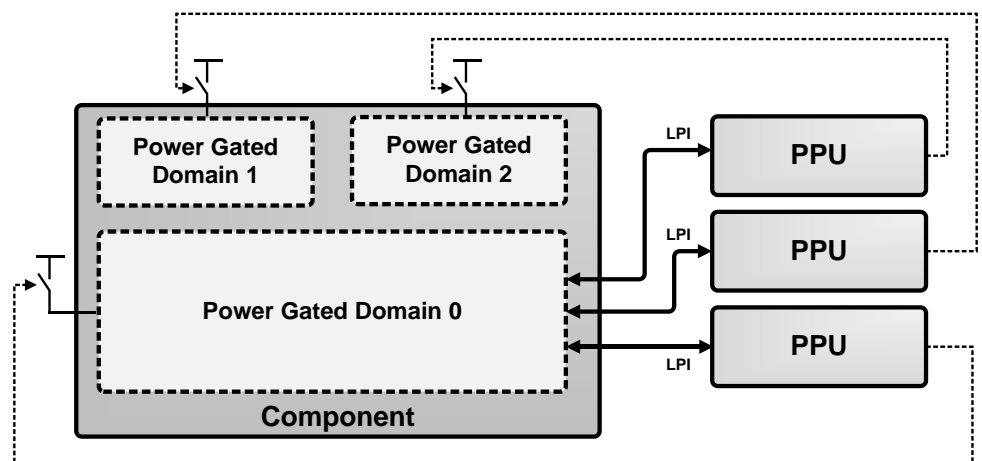 Power Gated
Domain 1
Power Gated
Domain 2
LPI
PPU
LPI
PPU
Power Gated Domain 0
PPU
LPI
Component